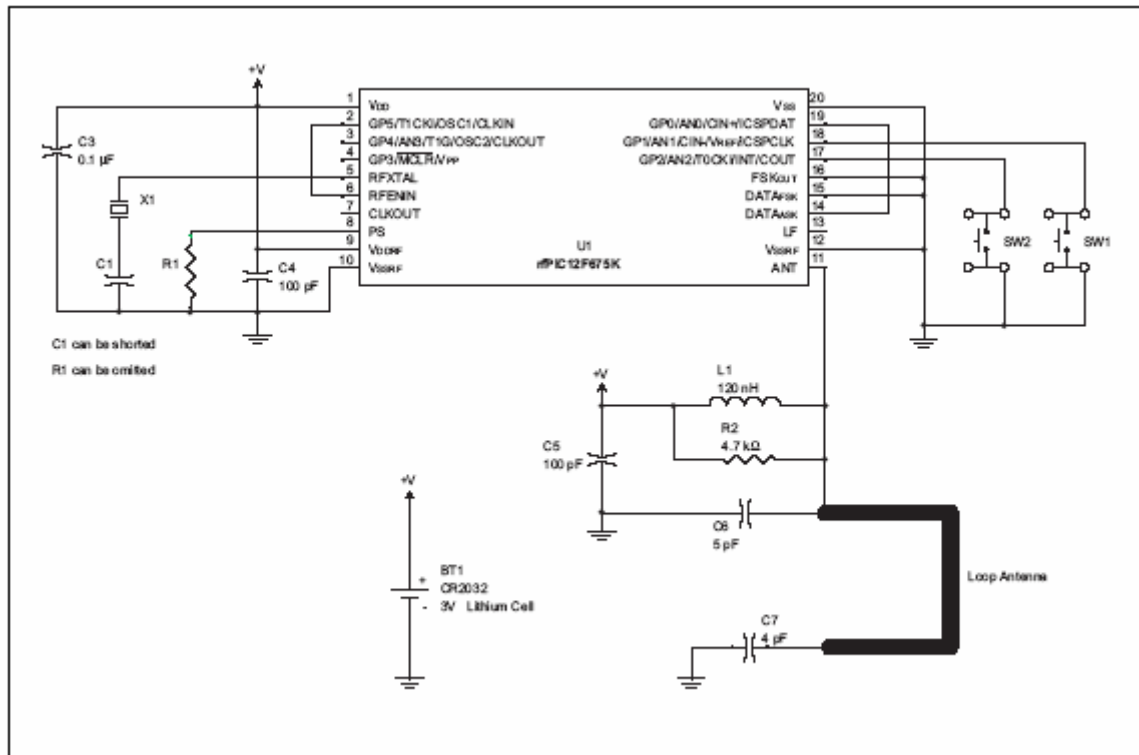 +V
C3
0.1 µF
X1
C1
R1
C4
100 pF
C1 can be shorted
R1 can be omitted
1 VDD
2 GP5/T1CKI/OSC1/CLKIN
3 GP4/AN3/T1G/OSC2/CLKOUT
4 GP3/MCLR/VPP
5 RFXTAL
6 RFENIN
7 CLKOUT
8 PS
9 VDDRF
10 VSSRF
U1
rfPIC12F675K
VSS 20
GP0/AN0/CIN+/ICSPDAT 19
GP1/AN1/CIN-/VREF/ICSPCLK 18
GP2/AN2/T0CKI/INT/COUT 17
FSKOUT 16
DATAFSK 15
DATAASK 14
LF 13
VSSRF 12
ANT 11
SW2
SW1
+V
L1
120 nH
R2
4.7 kΩ
C5
100 pF
C6
5 pF
Loop Antenna
C7
4 pF
+V
BT1
+
CR2032
- 3V Lithium Cell